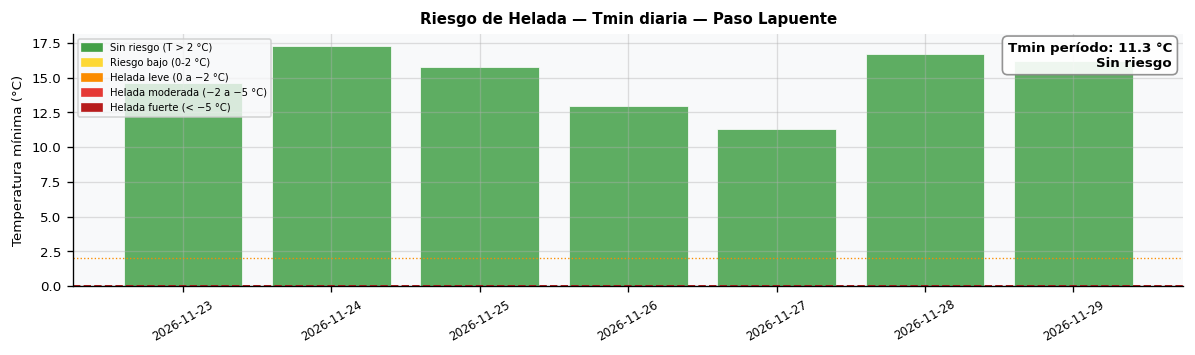 Riesgo de Helada — Tmin diaria — Paso Lapuente
Temperatura mínima (°C)
17.5
15.0
12.5
10.0
7.5
5.0
2.5
0.0
Sin riesgo (T > 2 °C)
Riesgo bajo (0-2 °C)
Helada leve (0 a −2 °C)
Helada moderada (−2 a −5 °C)
Helada fuerte (< −5 °C)
Tmin período: 11.3 °C
Sin riesgo
2026-11-23
2026-11-24
2026-11-25
2026-11-26
2026-11-27
2026-11-28
2026-11-29